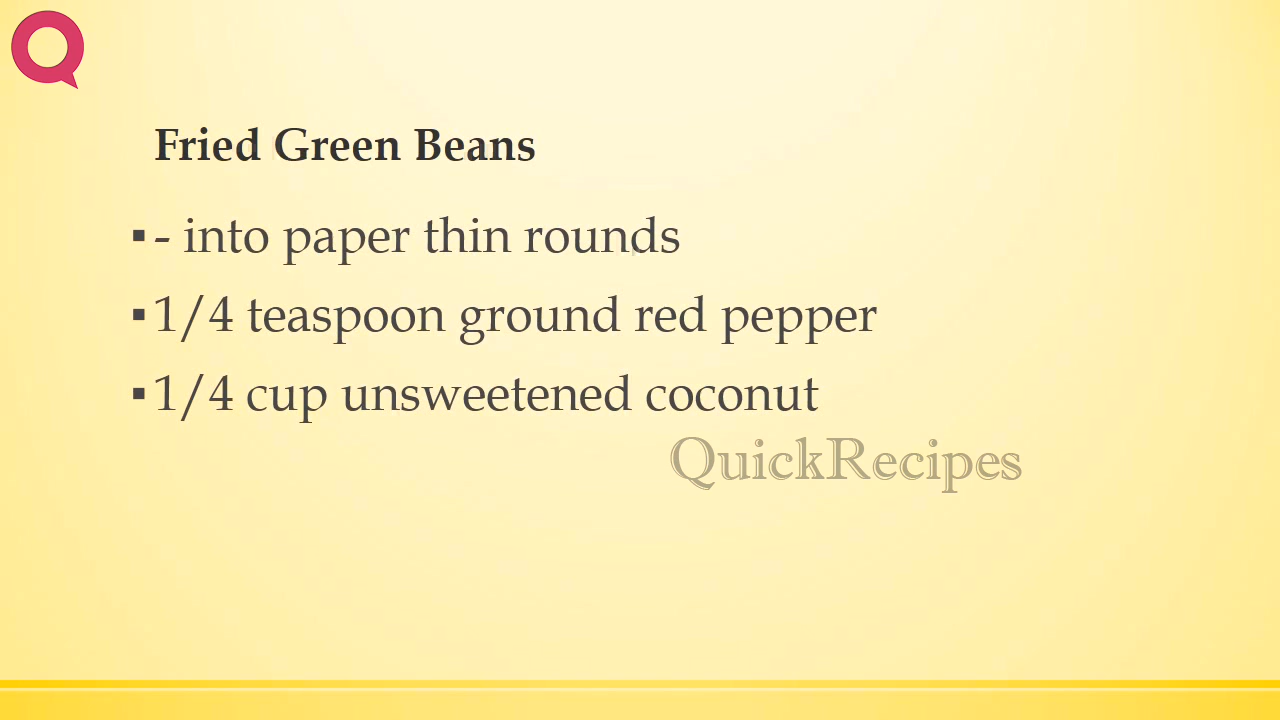 Fried Green Beans
▪- into paper thin rounds
▪1/4 teaspoon ground red pepper
▪1/4 cup unsweetened coconut
QuickRecipes